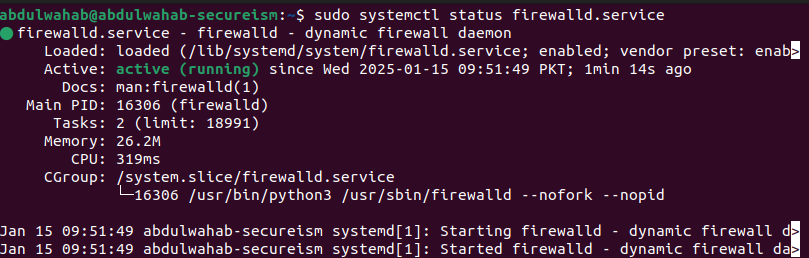 abdulwahab@abdulwahab-secureism:~$ sudo systemctl status firewalld.service
● firewalld.service - firewalld - dynamic firewall daemon
     Loaded: loaded (/lib/systemd/system/firewalld.service; enabled; vendor preset: enab>
     Active: active (running) since Wed 2025-01-15 09:51:49 PKT; 1min 14s ago
       Docs: man:firewalld(1)
   Main PID: 16306 (firewalld)
      Tasks: 2 (limit: 18991)
     Memory: 26.2M
        CPU: 319ms
     CGroup: /system.slice/firewalld.service
             └─16306 /usr/bin/python3 /usr/sbin/firewalld --nofork --nopid
Jan 15 09:51:49 abdulwahab-secureism systemd[1]: Starting firewalld - dynamic firewall d>
Jan 15 09:51:49 abdulwahab-secureism systemd[1]: Started firewalld - dynamic firewall da>